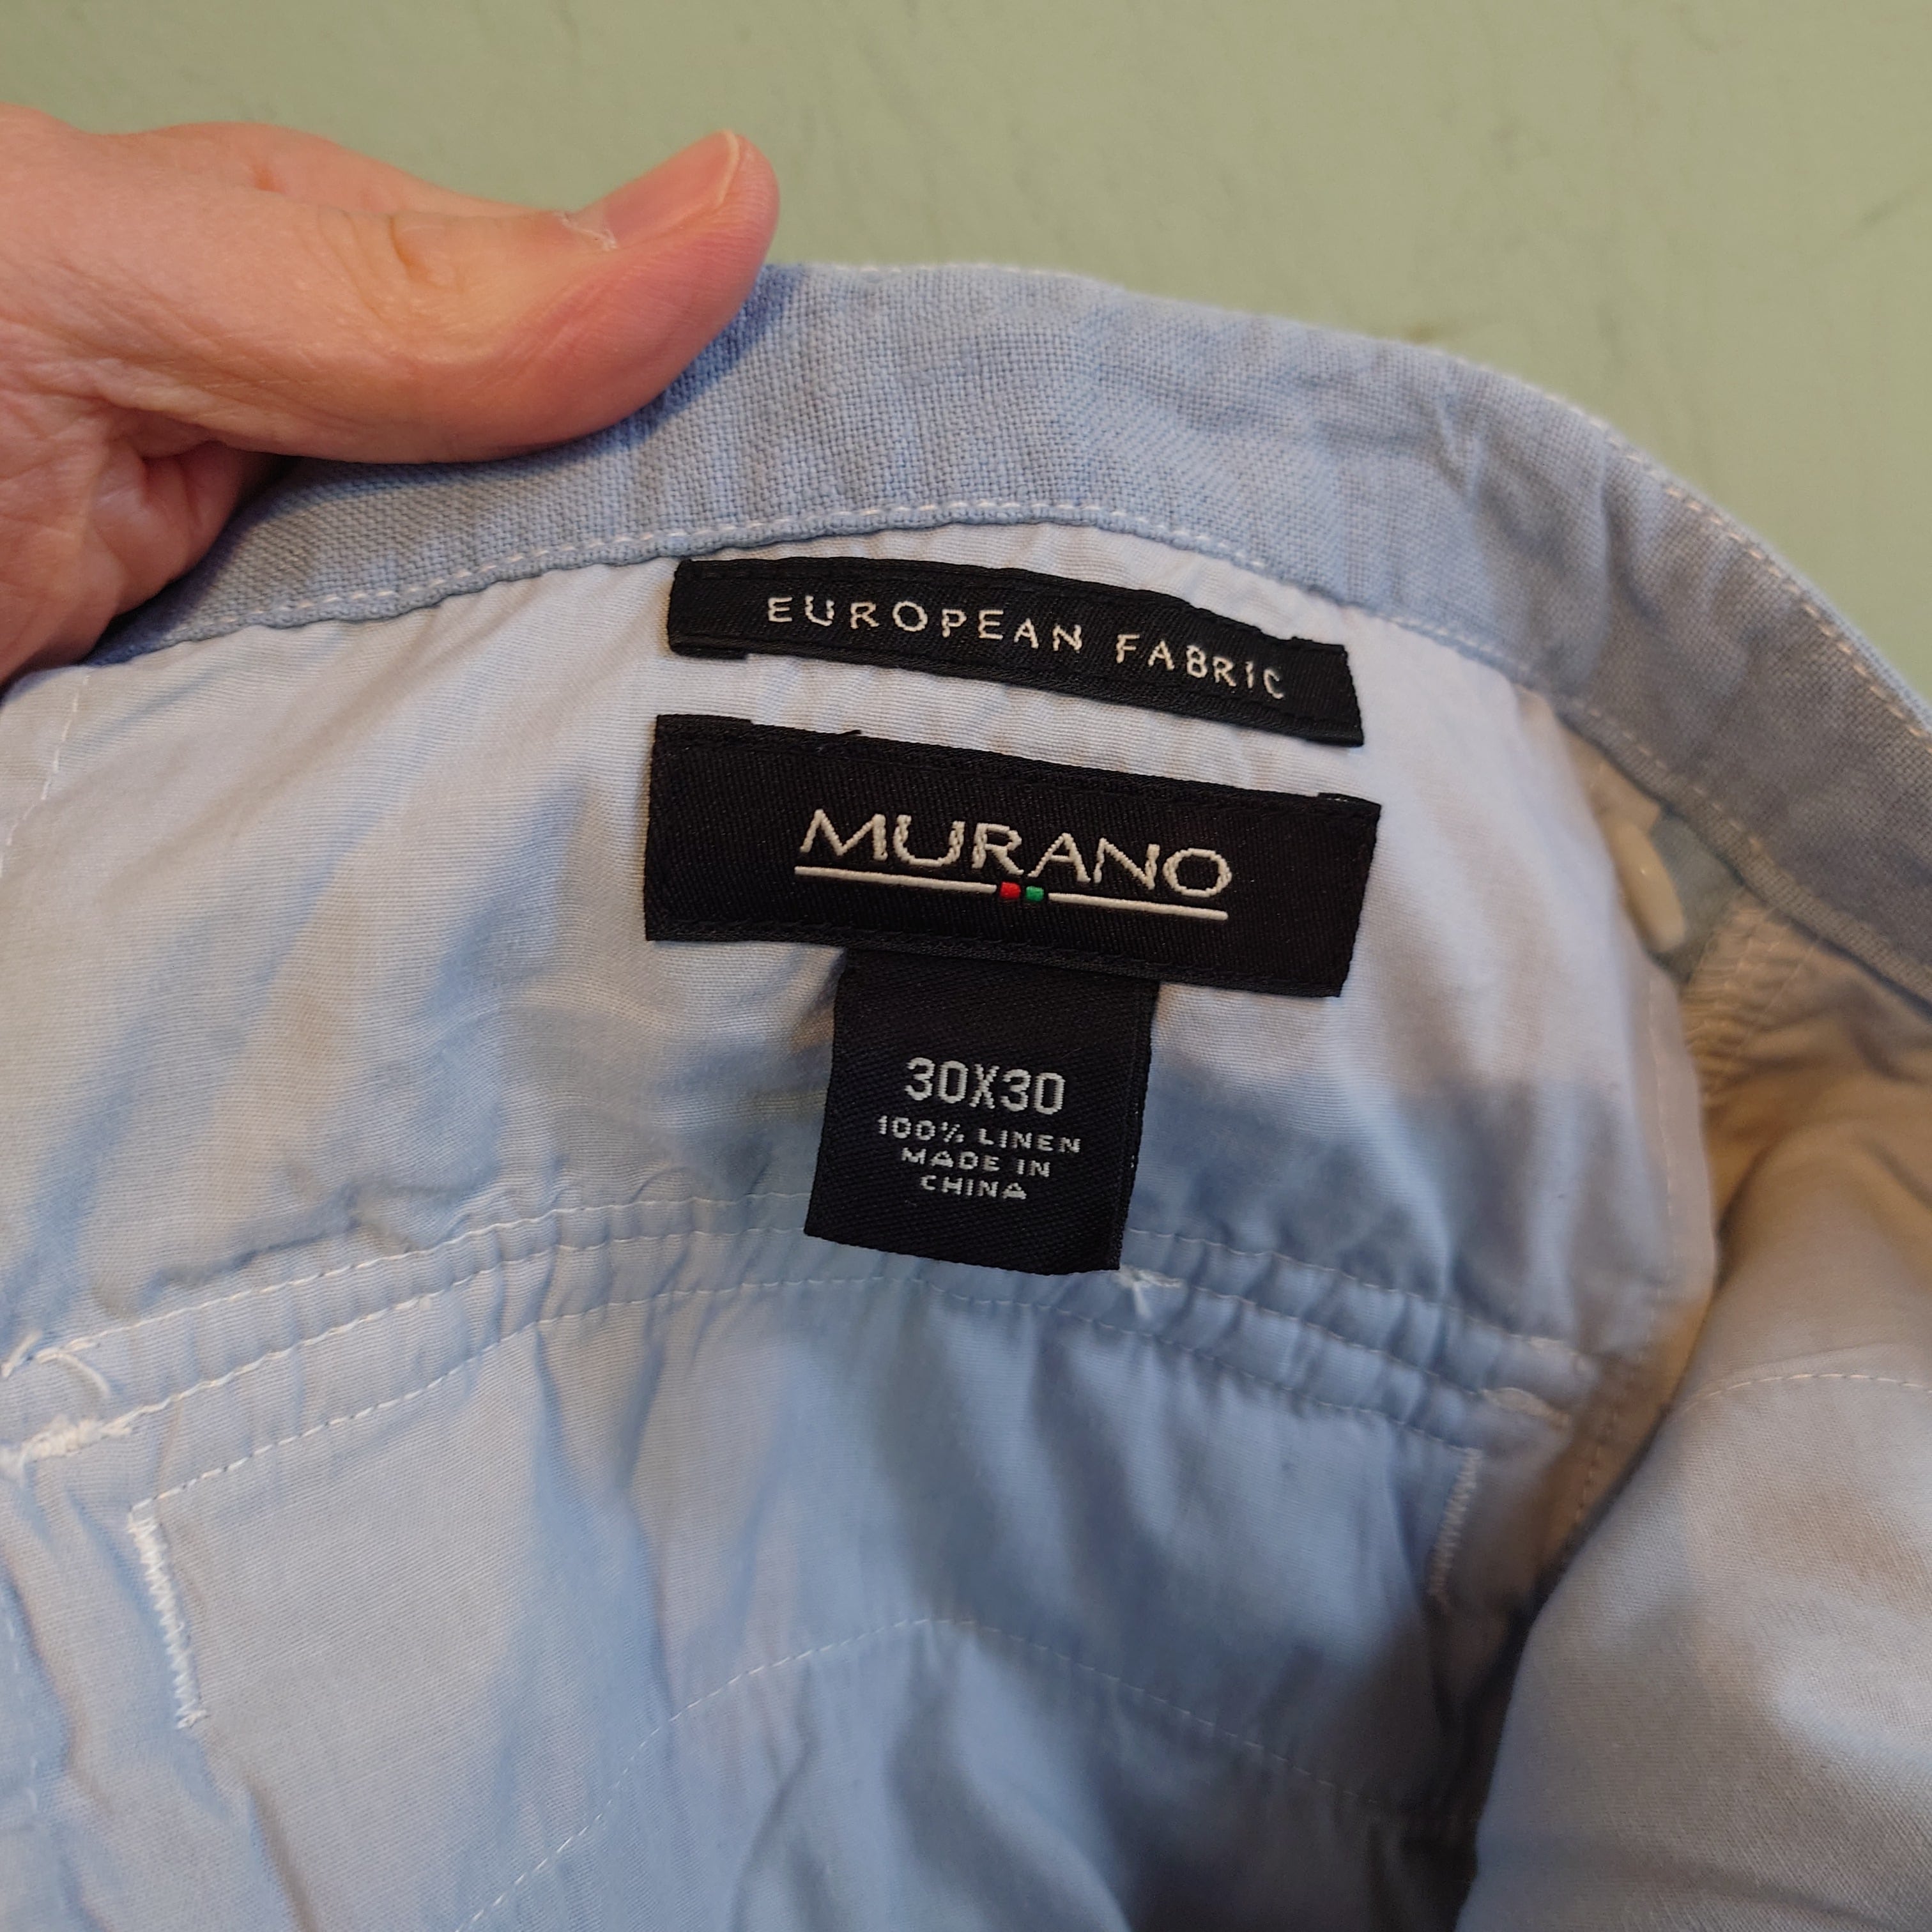 EUROPEAN FABRIC
MURANO
30X30
100% LINEN
MADE IN
CHINA